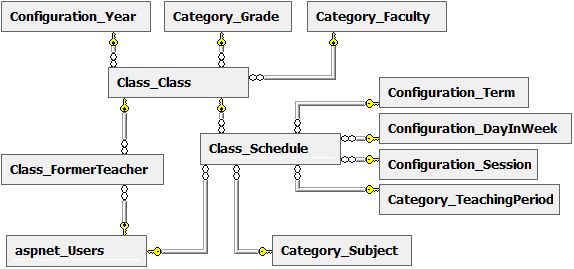 Configuration_Year
Category_Grade
Category_Faculty
Class_Class
Configuration_Term
Configuration_DayInWeek
Class_Schedule
Class_FormerTeacher
Configuration_Session
Category_TeachingPeriod
aspnet_Users
Category_Subject